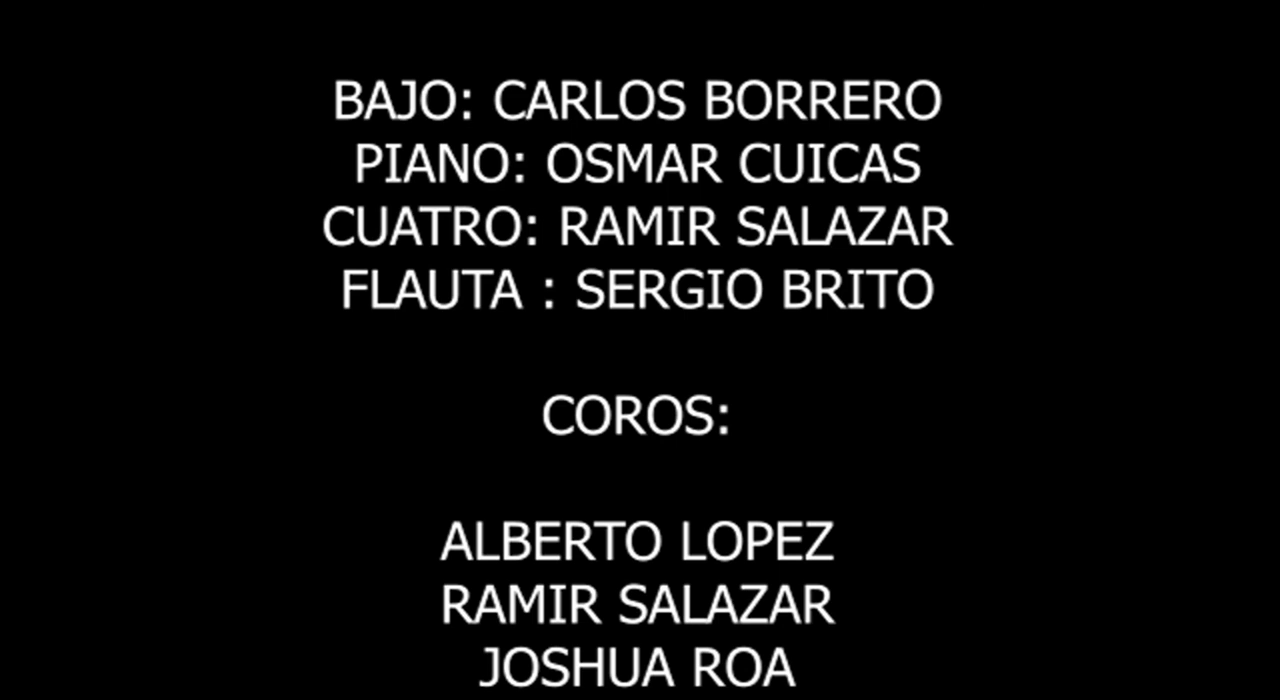 BAJO: CARLOS BORRERO
PIANO: OSMAR CUICAS
CUATRO: RAMIR SALAZAR
FLAUTA : SERGIO BRITO
COROS:
ALBERTO LOPEZ
RAMIR SALAZAR
JOSHUA ROA